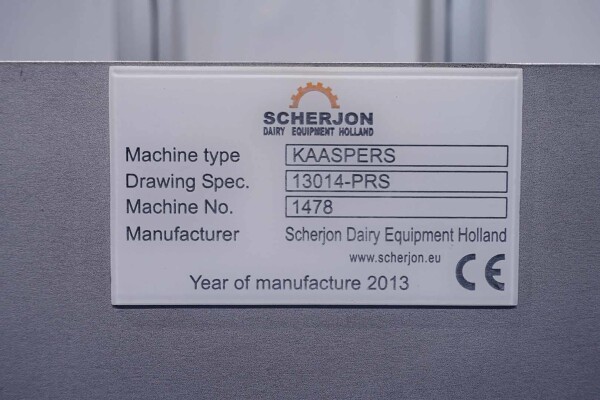 SCHERJON
DAIRY EQUIPMENT HOLLAND
Machine type KAASPERS
Drawing Spec. 13014-PRS
Machine No. 1478
Manufacturer Scherjon Dairy Equipment Holland
www.scherjon.eu
CE
Year of manufacture 2013